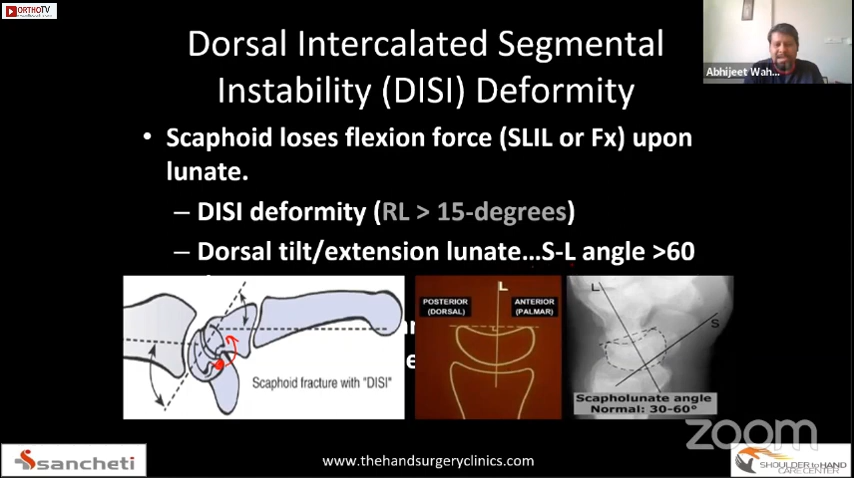 ORTHOTV
Abhijeet Wah...
Dorsal Intercalated Segmental
Instability (DISI) Deformity
• Scaphoid loses flexion force (SLIL or Fx) upon
lunate.
– DISI deformity (RL > 15-degrees)
– Dorsal tilt/extension lunate...S-L angle >60
Scaphoid fracture with "DISI"
L
POSTERIOR
(DORSAL)
ANTERIOR
(PALMAR)
L
S
Scapholunate angle
Normal: 30-60°
zoom
sancheti
www.thehandsurgeryclinics.com
SHOULDER TO HAND
CARE CENTER